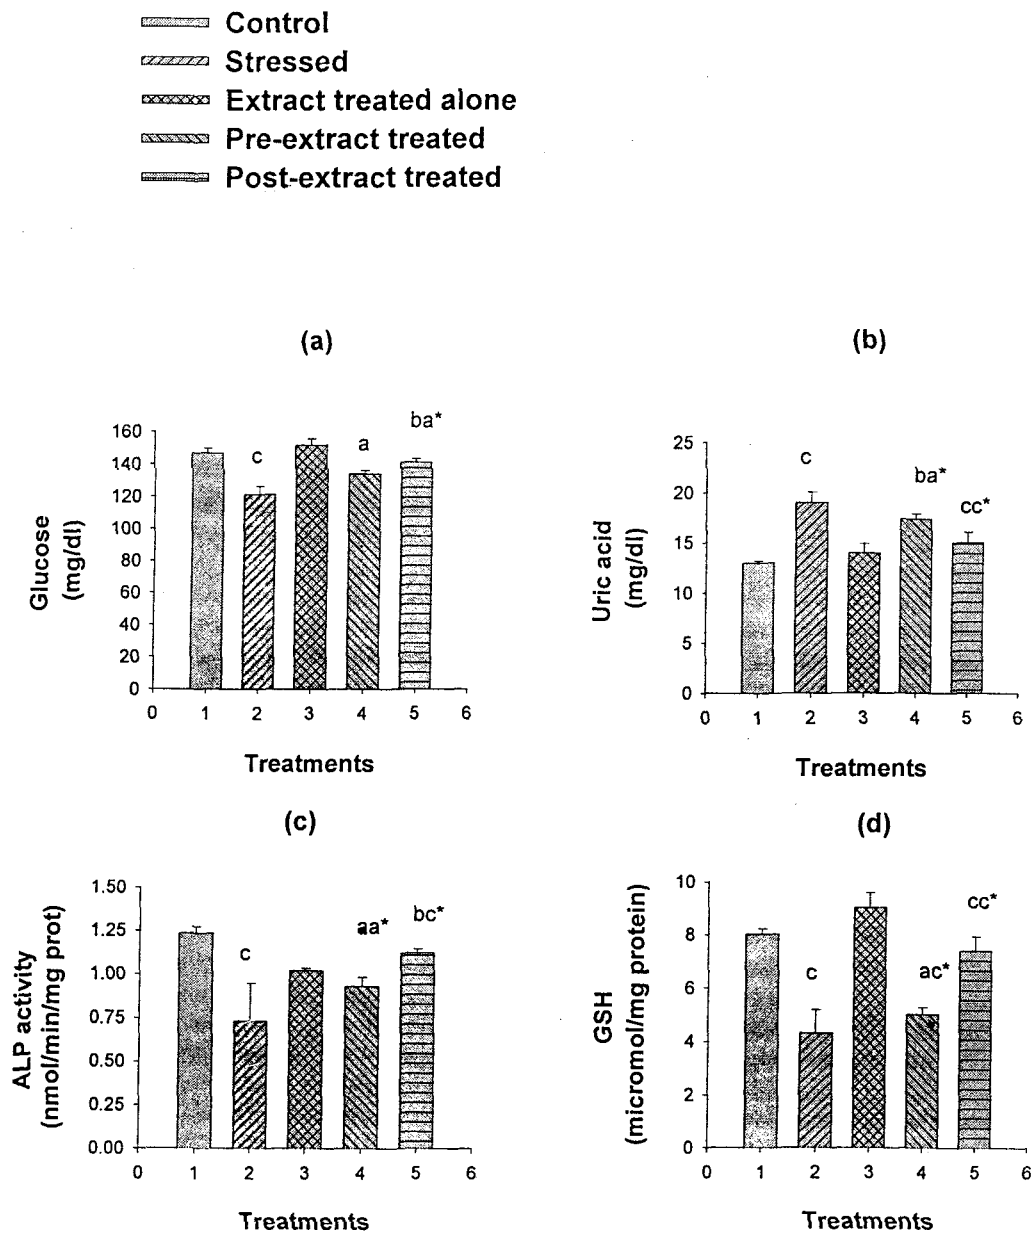 Control
Stressed
Extract treated alone
Pre-extract treated
Post-extract treated
(a)
Glucose
(mg/dl)
160
140
120
100
80
60
40
20
0
c
a
ba*
0 1 2 3 4 5 6
Treatments
(b)
Uric acid
(mg/dl)
25
20
15
10
5
0
c
ba*
cc*
0 1 2 3 4 5 6
Treatments
(c)
ALP activity
(nmol/min/mg prot)
1.50
1.25
1.00
0.75
0.50
0.25
0.00
c
aa*
bc*
0 1 2 3 4 5 6
Treatments
(d)
GSH
(micromol/mg protein)
10
8
6
4
2
0
c
ac*
cc*
0 1 2 3 4 5 6
Treatments